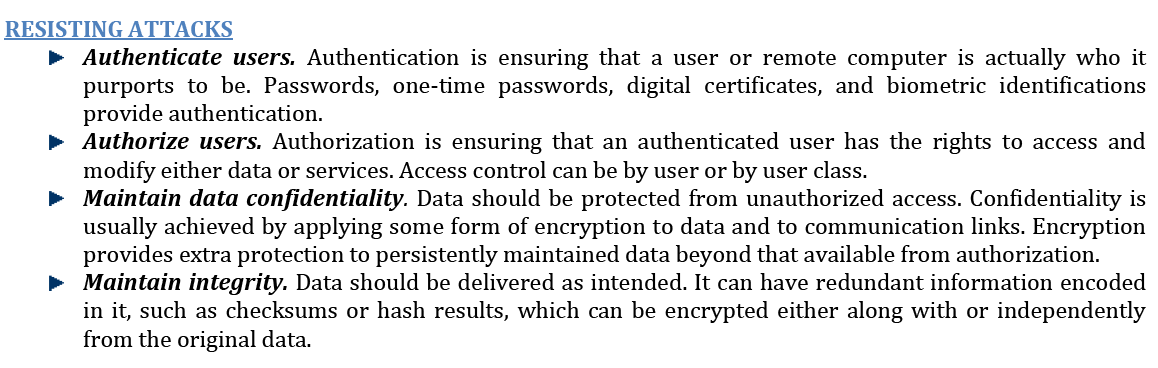 RESISTING ATTACKS
Authenticate users. Authentication is ensuring that a user or remote computer is actually who it
purports to be. Passwords, one-time passwords, digital certificates, and biometric identifications
provide authentication.
Authorize users. Authorization is ensuring that an authenticated user has the rights to access and
modify either data or services. Access control can be by user or by user class.
Maintain data confidentiality. Data should be protected from unauthorized access. Confidentiality is
usually achieved by applying some form of encryption to data and to communication links. Encryption
provides extra protection to persistently maintained data beyond that available from authorization.
Maintain integrity. Data should be delivered as intended. It can have redundant information encoded
in it, such as checksums or hash results, which can be encrypted either along with or independently
from the original data.